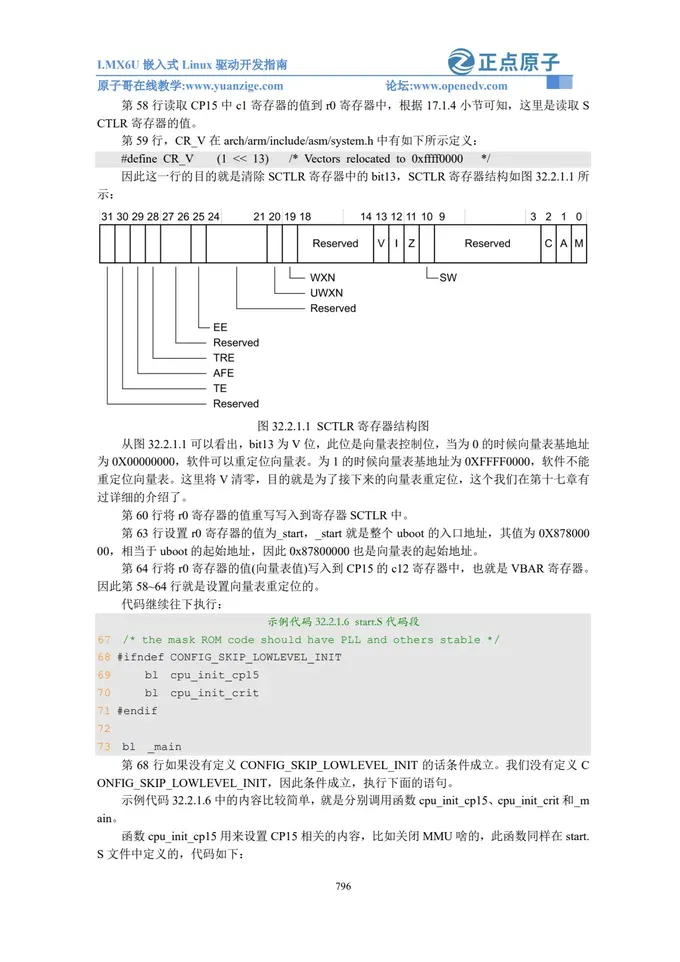 I.MX6U 嵌入式 Linux 驱动开发指南
正点原子
原子哥在线教学:www.yuanzige.com 论坛:www.openedv.com
第 58 行读取 CP15 中 c1 寄存器的值到 r0 寄存器中，根据 17.1.4 小节可知，这里是读取 S
CTLR 寄存器的值。
第 59 行，CR_V 在 arch/arm/include/asm/system.h 中有如下所示定义：
#define CR_V (1 << 13) /* Vectors relocated to 0xffff0000 */
因此这一行的目的就是清除 SCTLR 寄存器中的 bit13，SCTLR 寄存器结构如图 32.2.1.1 所
示：
31 30 29 28 27 26 25 24 21 20 19 18 14 13 12 11 10 9 3 2 1 0
Reserved V I Z Reserved C A M
WXN SW
UWXN
Reserved
EE
Reserved
TRE
AFE
TE
Reserved
图 32.2.1.1 SCTLR 寄存器结构图
从图 32.2.1.1 可以看出，bit13 为 V 位，此位是向量表控制位，当为 0 的时候向量表基地址
为 0X00000000，软件可以重定位向量表。为 1 的时候向量表基地址为 0XFFFF0000，软件不能
重定位向量表。这里将 V 清零，目的就是为了接下来的向量表重定位，这个我们在第十七章有
过详细的介绍了。
第 60 行将 r0 寄存器的值重写写入到寄存器 SCTLR 中。
第 63 行设置 r0 寄存器的值为_start，_start 就是整个 uboot 的入口地址，其值为 0X878000
00，相当于 uboot 的起始地址，因此 0x87800000 也是向量表的起始地址。
第 64 行将 r0 寄存器的值(向量表值)写入到 CP15 的 c12 寄存器中，也就是 VBAR 寄存器。
因此第 58~64 行就是设置向量表重定位的。
代码继续往下执行：
示例代码 32.2.1.6 start.S 代码段
67 /* the mask ROM code should have PLL and others stable */
68 #ifndef CONFIG_SKIP_LOWLEVEL_INIT
69 bl cpu_init_cp15
70 bl cpu_init_crit
71 #endif
72
73 bl _main
第 68 行如果没有定义 CONFIG_SKIP_LOWLEVEL_INIT 的话条件成立。我们没有定义 C
ONFIG_SKIP_LOWLEVEL_INIT，因此条件成立，执行下面的语句。
示例代码 32.2.1.6 中的内容比较简单，就是分别调用函数 cpu_init_cp15、cpu_init_crit 和_m
ain。
函数 cpu_init_cp15 用来设置 CP15 相关的内容，比如关闭 MMU 啥的，此函数同样在 start.
S 文件中定义的，代码如下：
796